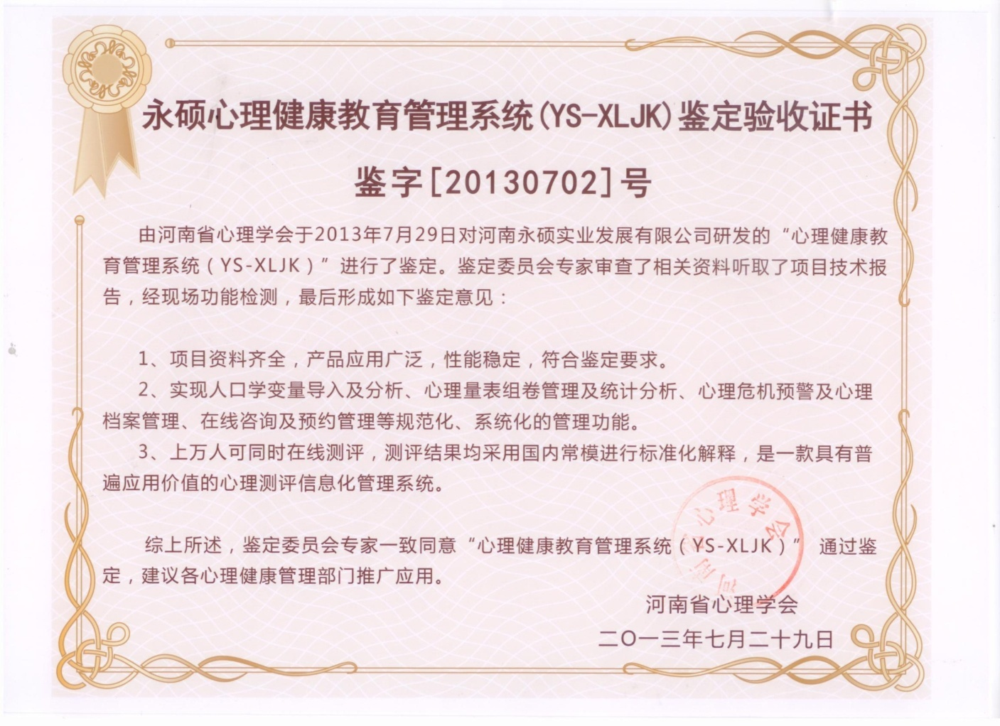 永硕心理健康教育管理系统(YS-XLJK)鉴定验收证书
鉴字[20130702]号
由河南省心理学会于2013年7月29日对河南永硕实业发展有限公司研发的“心理健康教
育管理系统（YS-XLJK）”进行了鉴定。鉴定委员会专家审查了相关资料听取了项目技术报
告，经现场功能检测，最后形成如下鉴定意见：
1、项目资料齐全，产品应用广泛，性能稳定，符合鉴定要求。
2、实现人口学变量导入及分析、心理量表组卷管理及统计分析、心理危机预警及心理
档案管理、在线咨询及预约管理等规范化、系统化的管理功能。
3、上万人可同时在线测评，测评结果均采用国内常模进行标准化解释，是一款具有普
遍应用价值的心理测评信息化管理系统。
综上所述，鉴定委员会专家一致同意“心理健康教育管理系统（YS-XLJK）” 通过鉴
定，建议各心理健康管理部门推广应用。
河南省心理学会
河南省心理学会
二〇一三年七月二十九日